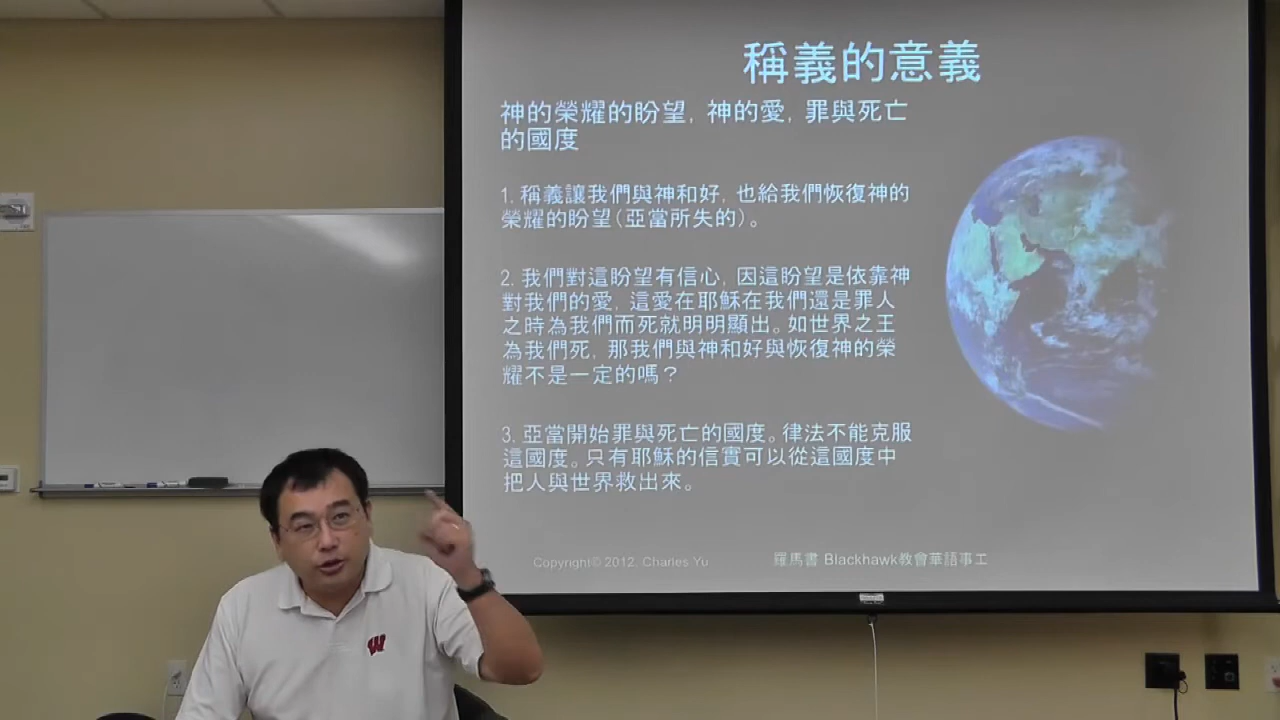 稱義的意義
神的榮耀的盼望, 神的愛, 罪與死亡
的國度
1. 稱義讓我們與神和好, 也給我們恢復神的
榮耀的盼望(亞當所失的)。
2. 我們對這盼望有信心, 因這盼望是依靠神
對我們的愛, 這愛在耶穌在我們還是罪人
之時為我們而死就明明顯出。如世界之王
為我們死, 那我們與神和好與恢復神的榮
耀不是一定的嗎？
3. 亞當開始罪與死亡的國度。律法不能克服
這國度。只有耶穌的信實可以從這國度中
把人與世界救出來。
Copyright© 2012, Charles Yu
羅馬書 Blackhawk教會華語事工
W